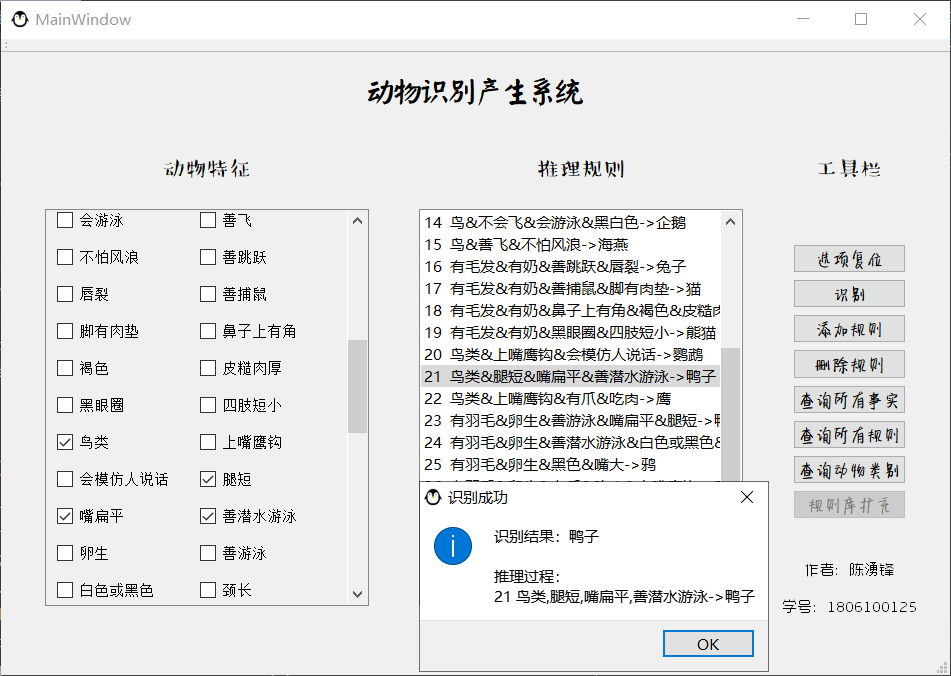 MainWindow
动物识别产生系统
动物特征
推理规则
工具栏
会游泳 善飞
不怕风浪 善跳跃
唇裂 善捕鼠
脚有肉垫 鼻子上有角
褐色 皮糙肉厚
黑眼圈 四肢短小
鸟类 上嘴鹰钩
会模仿人说话 腿短
嘴扁平 善潜水游泳
卵生 善游泳
白色或黑色 颈长
14 鸟&不会飞&会游泳&黑白色->企鹅
15 鸟&善飞&不怕风浪->海燕
16 有毛发&有奶&善跳跃&唇裂->兔子
17 有毛发&有奶&善捕鼠&脚有肉垫->猫
18 有毛发&有奶&鼻子上有角&褐色&皮糙
19 有毛发&有奶&黑眼圈&四肢短小->熊猫
20 鸟类&上嘴鹰钩&会模仿人说话->鹦鹉
21 鸟类&腿短&嘴扁平&善潜水游泳->鸭子
22 鸟类&上嘴鹰钩&有爪&吃肉->鹰
23 有羽毛&卵生&善游泳&嘴扁平&腿短->
24 有羽毛&卵生&善潜水游泳&白色或黑色&
25 有羽毛&卵生&黑色&嘴大->鸦
选项复位
识别
添加规则
删除规则
查询所有事实
查询所有规则
查询动物类别
规则库扩充
作者: 陈湧锋
学号: 1806100125
识别成功
识别结果：鸭子
推理过程：
21 鸟类,腿短,嘴扁平,善潜水游泳->鸭子
OK